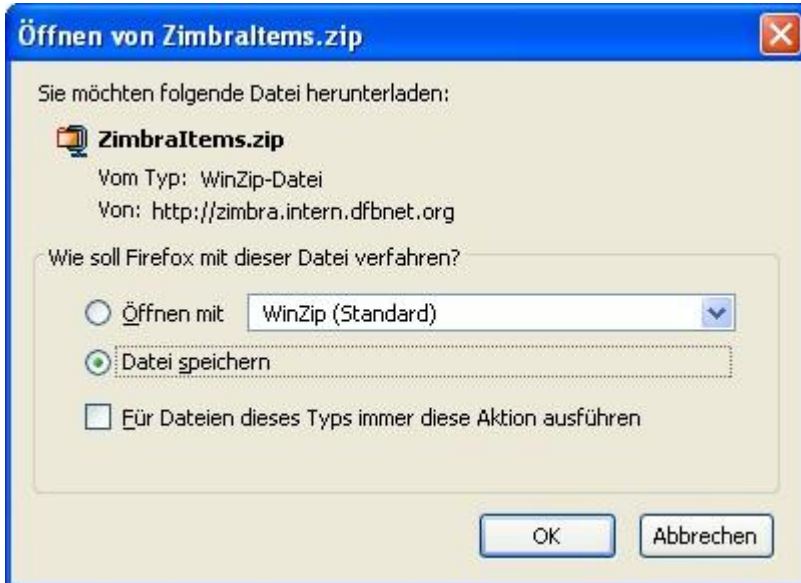 Öffnen von ZimbraItems.zip
Sie möchten folgende Datei herunterladen:
ZimbraItems.zip
Vom Typ: WinZip-Datei
Von: http://zimbra.intern.dfbnet.org
Wie soll Firefox mit dieser Datei verfahren?
Öffnen mit WinZip (Standard)
Datei speichern
Für Dateien dieses Typs immer diese Aktion ausführen
OK Abbrechen